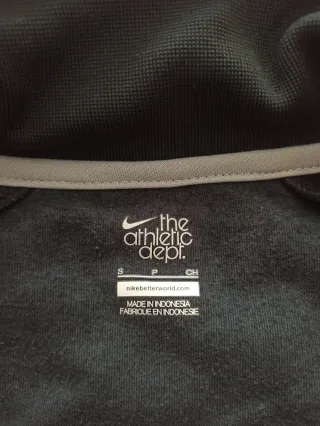 the
athletic
dept.
S P CH
nikebetterworld.com
MADE IN INDONESIA
FABRIQUE EN INDONESIE